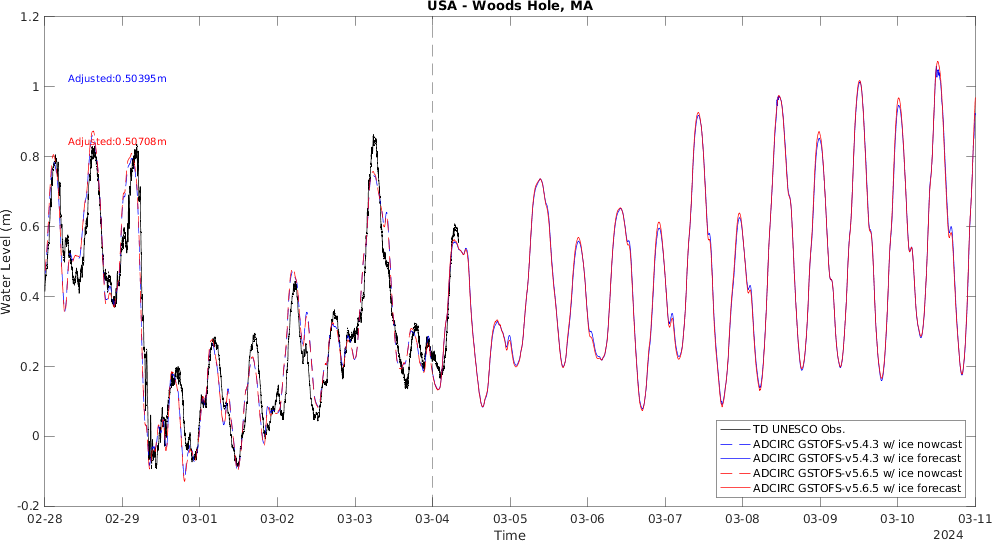 USA - Woods Hole, MA
1.2
1
0.8
0.6
0.4
0.2
0
-0.2
Water Level (m)
Adjusted:0.50395m
Adjusted:0.50708m
TD UNESCO Obs.
ADCIRC GSTOFS-v5.4.3 w/ ice nowcast
ADCIRC GSTOFS-v5.4.3 w/ ice forecast
ADCIRC GSTOFS-v5.6.5 w/ ice nowcast
ADCIRC GSTOFS-v5.6.5 w/ ice forecast
02-28 02-29 03-01 03-02 03-03 03-04 03-05 03-06 03-07 03-08 03-09 03-10 03-11
Time
2024